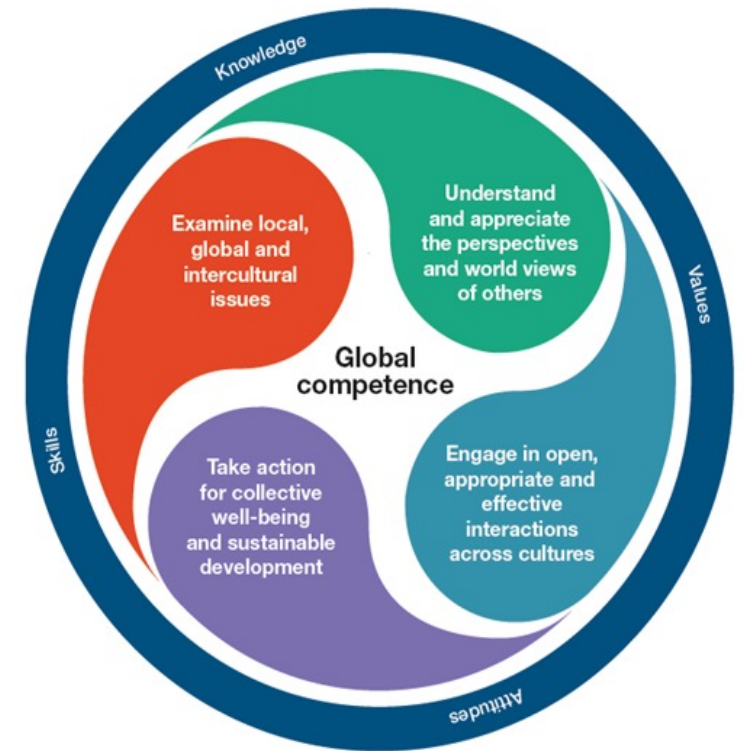 Knowledge
Understand
and appreciate
the perspectives
and world views
of others
Examine local,
global and
intercultural
issues
Values
Global
competence
Skills
Take action
for collective
well-being
and sustainable
development
Engage in open,
appropriate and
effective
interactions
across cultures
Attitudes